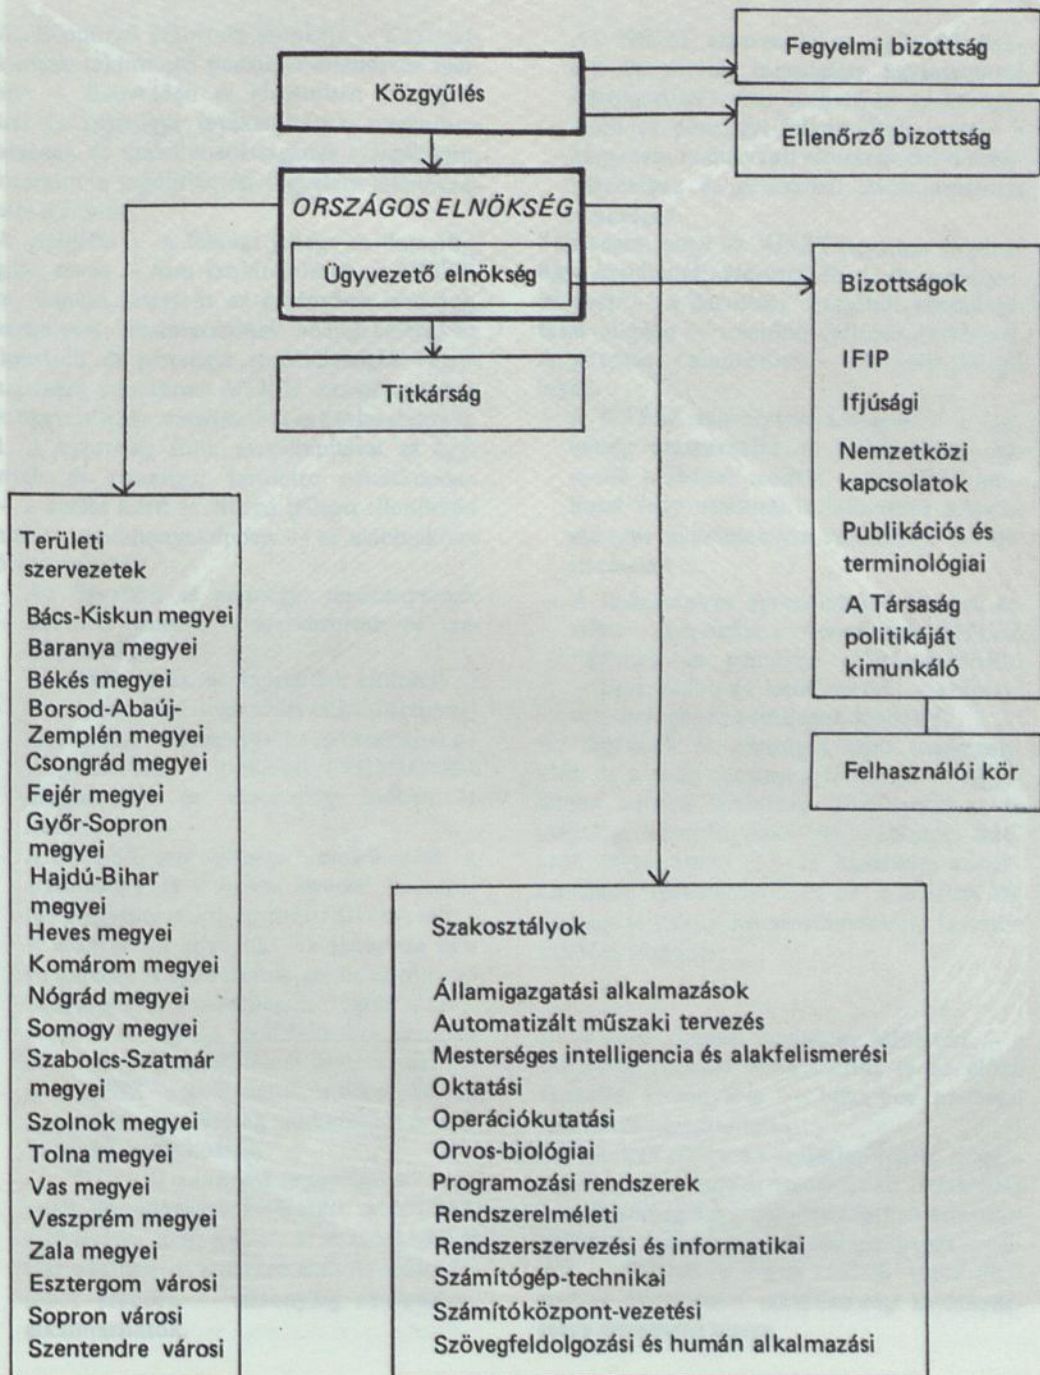 Fegyelmi bizottság
Közgyűlés
Ellenőrző bizottság
ORSZÁGOS ELNÖKSÉG
Ügyvezető elnökség
Titkárság
Bizottságok
IFIP
Ifjúsági
Nemzetközi
kapcsolatok
Publikációs és
terminológiai
A Társaság
politikáját
kimunkáló
Felhasználói kör
Területi
szervezetek
Bács-Kiskun megyei
Baranya megyei
Békés megyei
Borsod-Abaúj-
Zemplén megyei
Csongrád megyei
Fejér megyei
Győr-Sopron
megyei
Hajdú-Bihar
megyei
Heves megyei
Komárom megyei
Nógrád megyei
Somogy megyei
Szabolcs-Szatmár
megyei
Szolnok megyei
Tolna megyei
Vas megyei
Veszprém megyei
Zala megyei
Esztergom városi
Sopron városi
Szentendre városi
Szakosztályok
Államigazgatási alkalmazások
Automatizált műszaki tervezés
Mesterséges intelligencia és alakfelismerési
Oktatási
Operációkutatási
Orvos-biológiai
Programozási rendszerek
Rendszerelméleti
Rendszerszervezési és informatikai
Számítógép-technikai
Számítóközpont-vezetési
Szövegfeldolgozási és humán alkalmazási